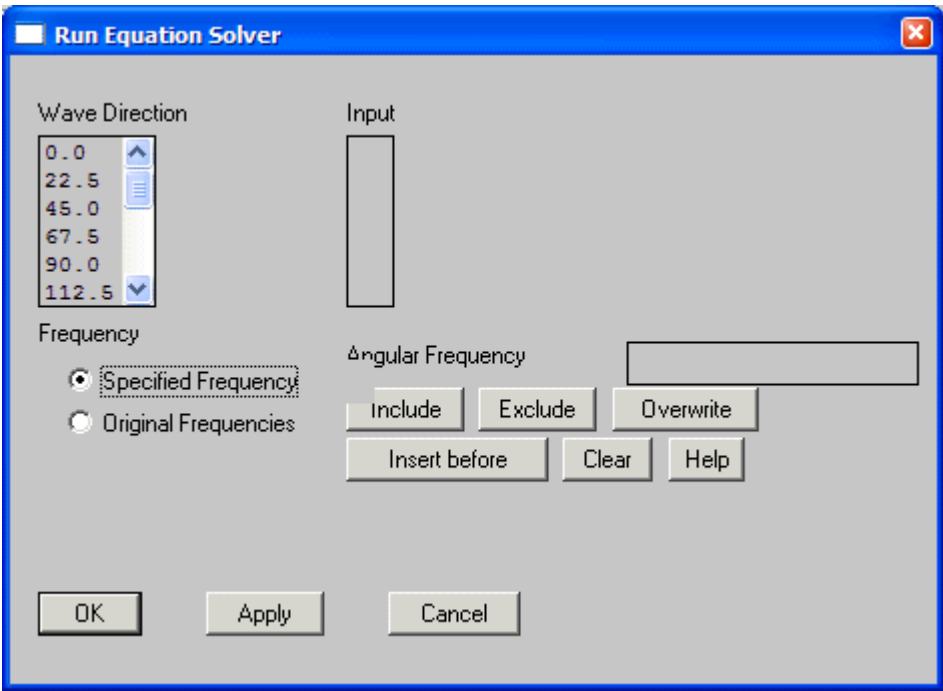 Run Equation Solver
Wave Direction
Input
0.0
22.5
45.0
67.5
90.0
112.5
Frequency
Specified Frequency
Original Frequencies
Angular Frequency
Include
Exclude
Overwrite
Insert before
Clear
Help
OK
Apply
Cancel